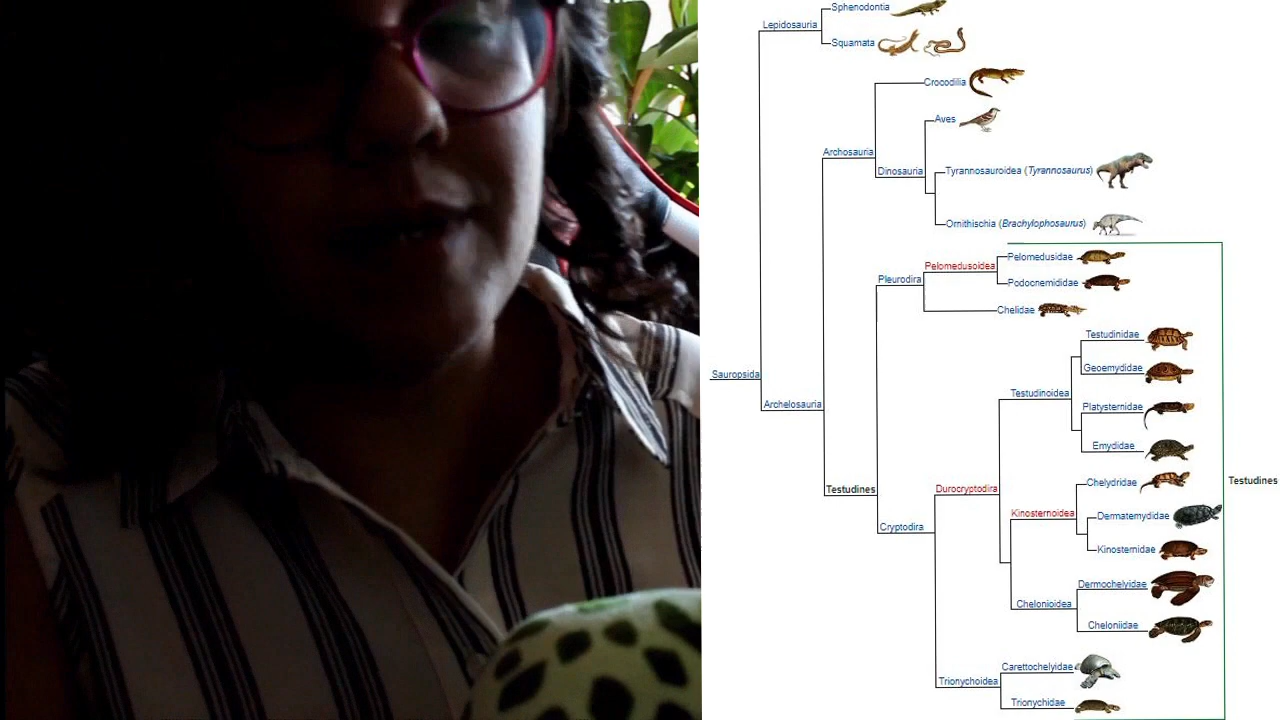 Sphenodontia
Lepidosauria
Squamata
Crocodilia
Aves
Archosauria
Dinosauria
Tyrannosauroidea (Tyrannosaurus)
Ornithischia (Brachylophosaurus)
Pelomedusidae
Pelomedusoidea
Pleurodira
Podocnemididae
Chelidae
Testudinidae
Geoemydidae
Sauropsida
Testudinoidea
Archelosauria
Platysternidae
Emydidae
Chelydridae
Testudines
Testudines
Durocryptodira
Kinosternoidea
Dermatemydidae
Cryptodira
Kinosternidae
Dermochelyidae
Chelonioidea
Cheloniidae
Carettochelyidae
Trionychoidea
Trionychidae